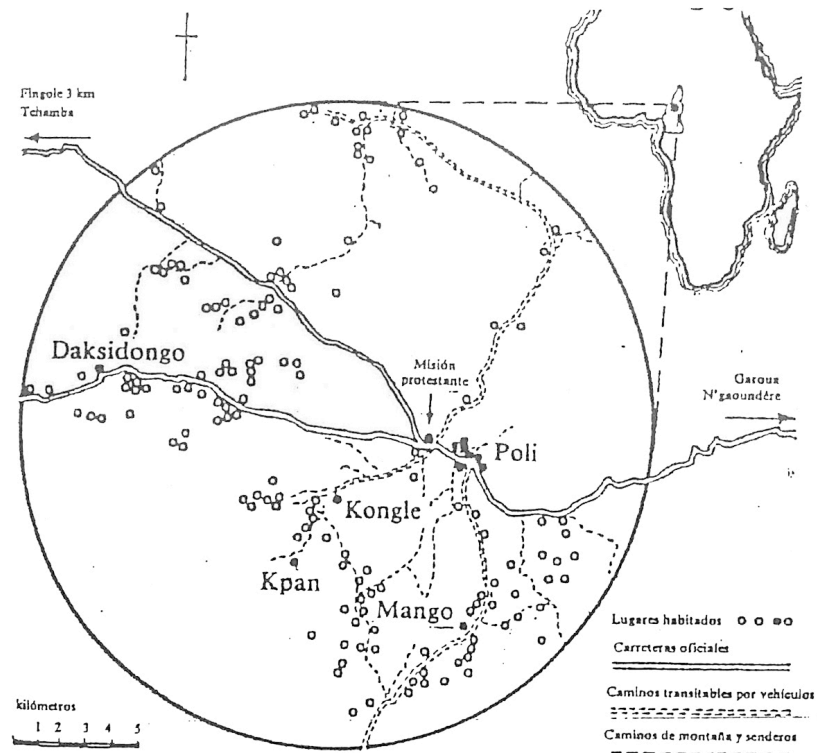 Fingole 3 km
Tchamba
Daksidongo
Misión
protestante
Garoua
N'gaoundére
Poli
Kongle
Kpan
Mango
Lugares habitados
Carreteras oficiales
kilómetros
1 2 3 4 5
Caminos transitables por vehículos
Caminos de montaña y senderos